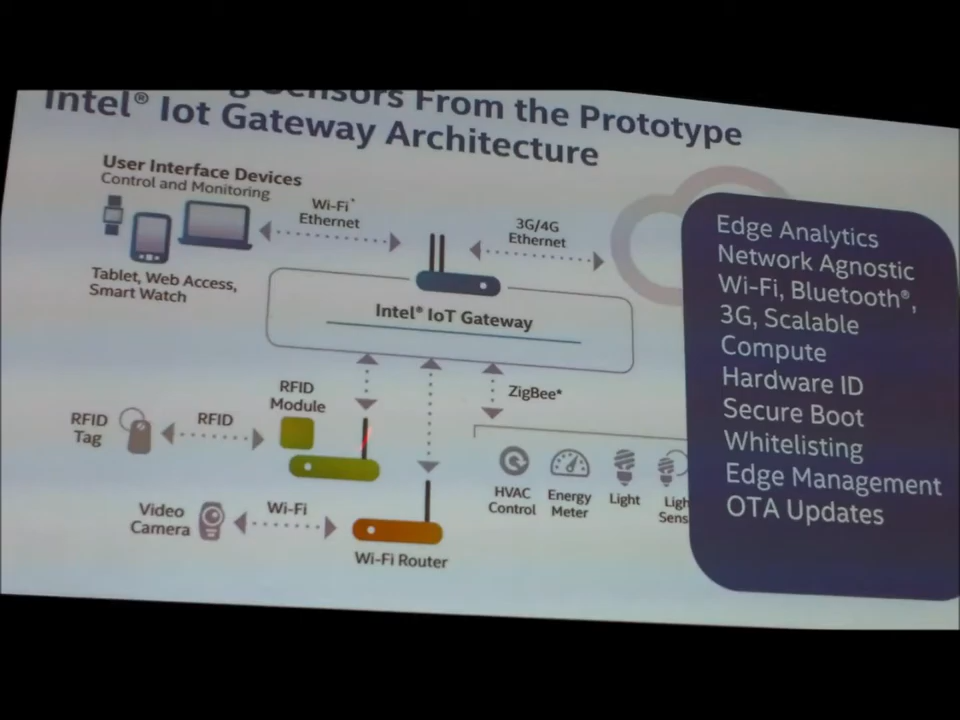 Sensors From the Prototype
Intel® Iot Gateway Architecture
User Interface Devices
Control and Monitoring
Wi-Fi*
Ethernet
3G/4G
Ethernet
Tablet, Web Access,
Smart Watch
Intel® IoT Gateway
RFID
Module
ZigBee*
RFID
Tag
RFID
HVAC
Control
Energy
Meter
Light
Video
Camera
Wi-Fi
Wi-Fi Router
Edge Analytics
Network Agnostic
Wi-Fi, Bluetooth®,
3G, Scalable
Compute
Hardware ID
Secure Boot
Whitelisting
Edge Management
OTA Updates